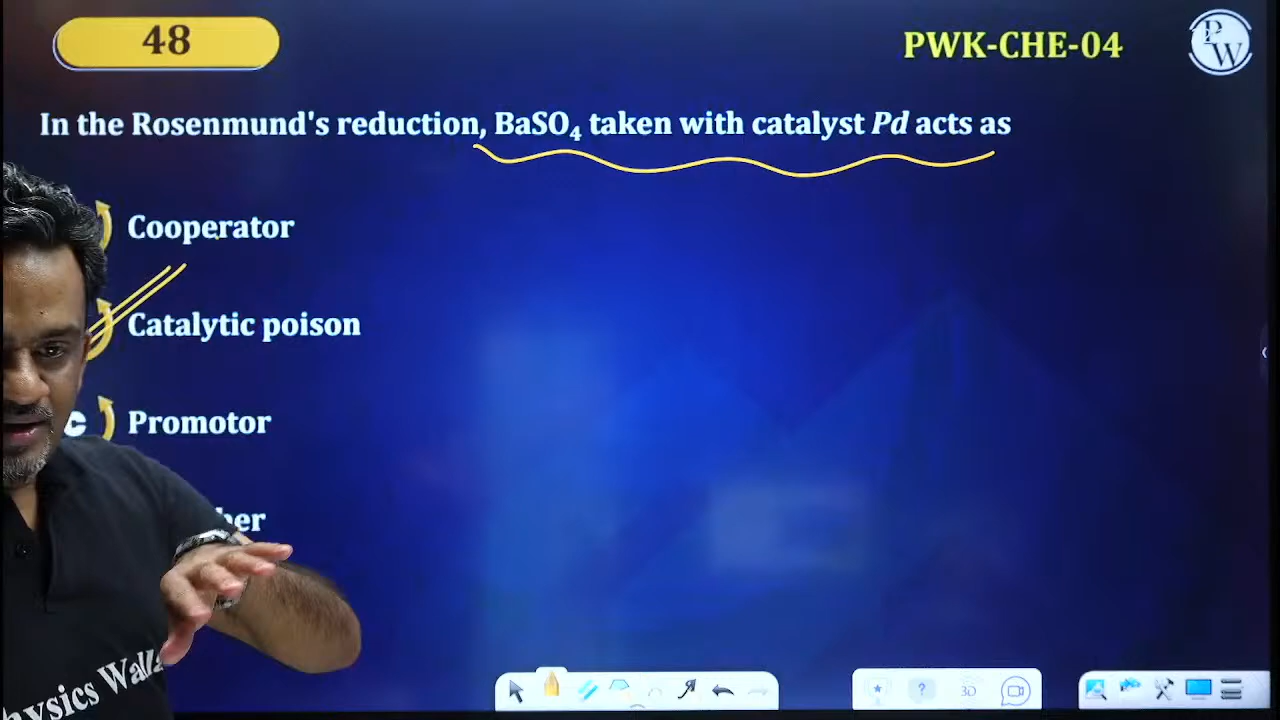 48
PWK-CHE-04
P
W
In the Rosenmund's reduction, BaSO₄ taken with catalyst Pd acts as
Cooperator
Catalytic poison
C Promotor
?
3D